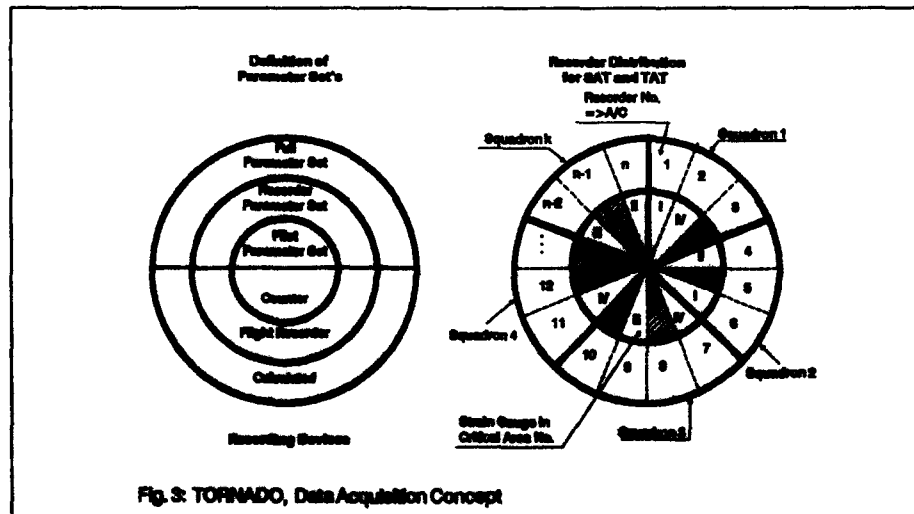 Definition of
Parameter Set's
Full
Parameter Set
Recorder
Parameter Set
Pilot
Parameter Set
Counter
Flight Recorder
Calculated
Recording Devices
Recorder Distribution
for SAT and TAT
Recorder No.
=>A/C
Squadron k
Squadron 1
n-2
n-1
n
1
2
3
4
5
6
7
8
9
10
11
12
I
IV
II
I
IV
II
IV
III
II
Squadron 4
Squadron 2
Squadron 3
Strain Gauge in
Critical Area No.
Fig. 3: TORNADO, Data Acquisition Concept